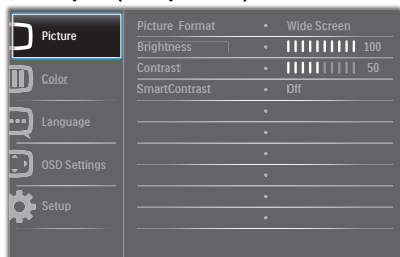 Picture
Color
Language
OSD Settings
Setup
Picture Format • Wide Screen
Brightness • 100
Contrast • 50
SmartContrast • Off
•
•
•
•
•
•